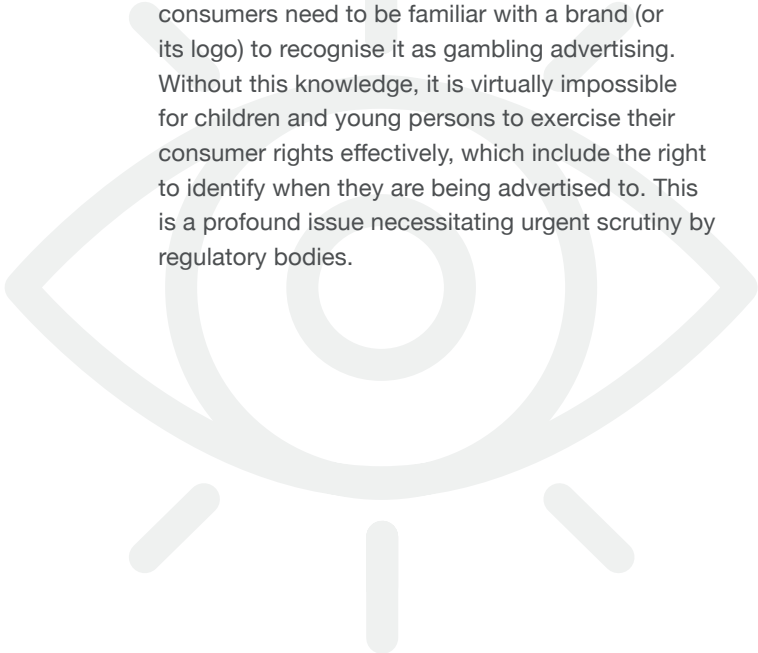 consumers need to be familiar with a brand (or
its logo) to recognise it as gambling advertising.
Without this knowledge, it is virtually impossible
for children and young persons to exercise their
consumer rights effectively, which include the right
to identify when they are being advertised to. This
is a profound issue necessitating urgent scrutiny by
regulatory bodies.